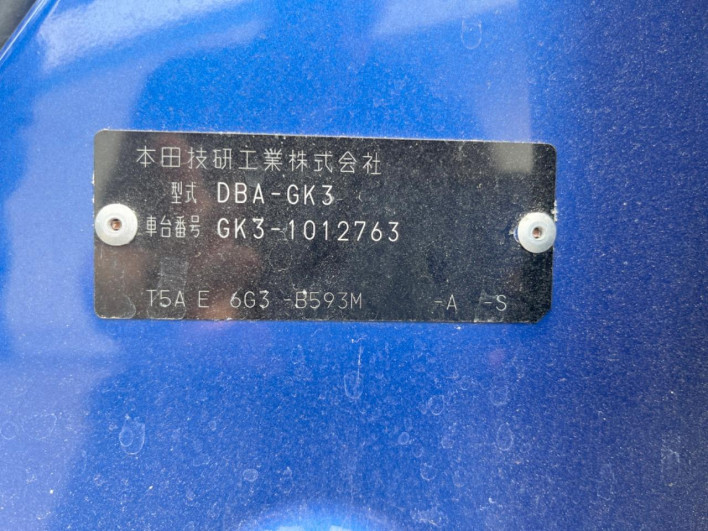 本田技研工業株式会社
型式 DBA-GK3
車台番号 GK3-1012763
T5A E 6G3 -B593M -A -S